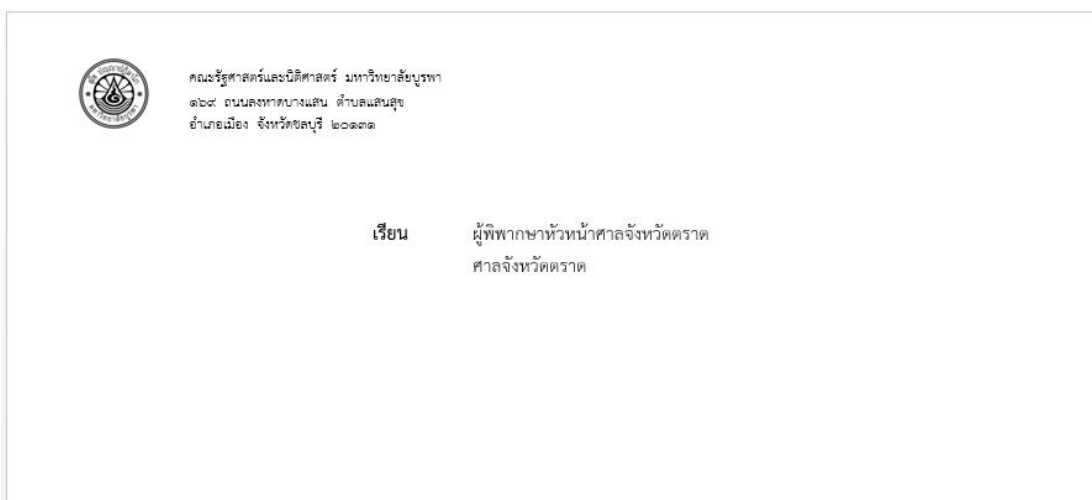 คณะรัฐศาสตร์และนิติศาสตร์ มหาวิทยาลัยบูรพา
๑๖๙ ถนนลงหาดบางแสน ตำบลแสนสุข
อำเภอเมือง จังหวัดชลบุรี ๒๐๑๓๑
เรียน ผู้พิพากษาหัวหน้าศาลจังหวัดตราด
ศาลจังหวัดตราด